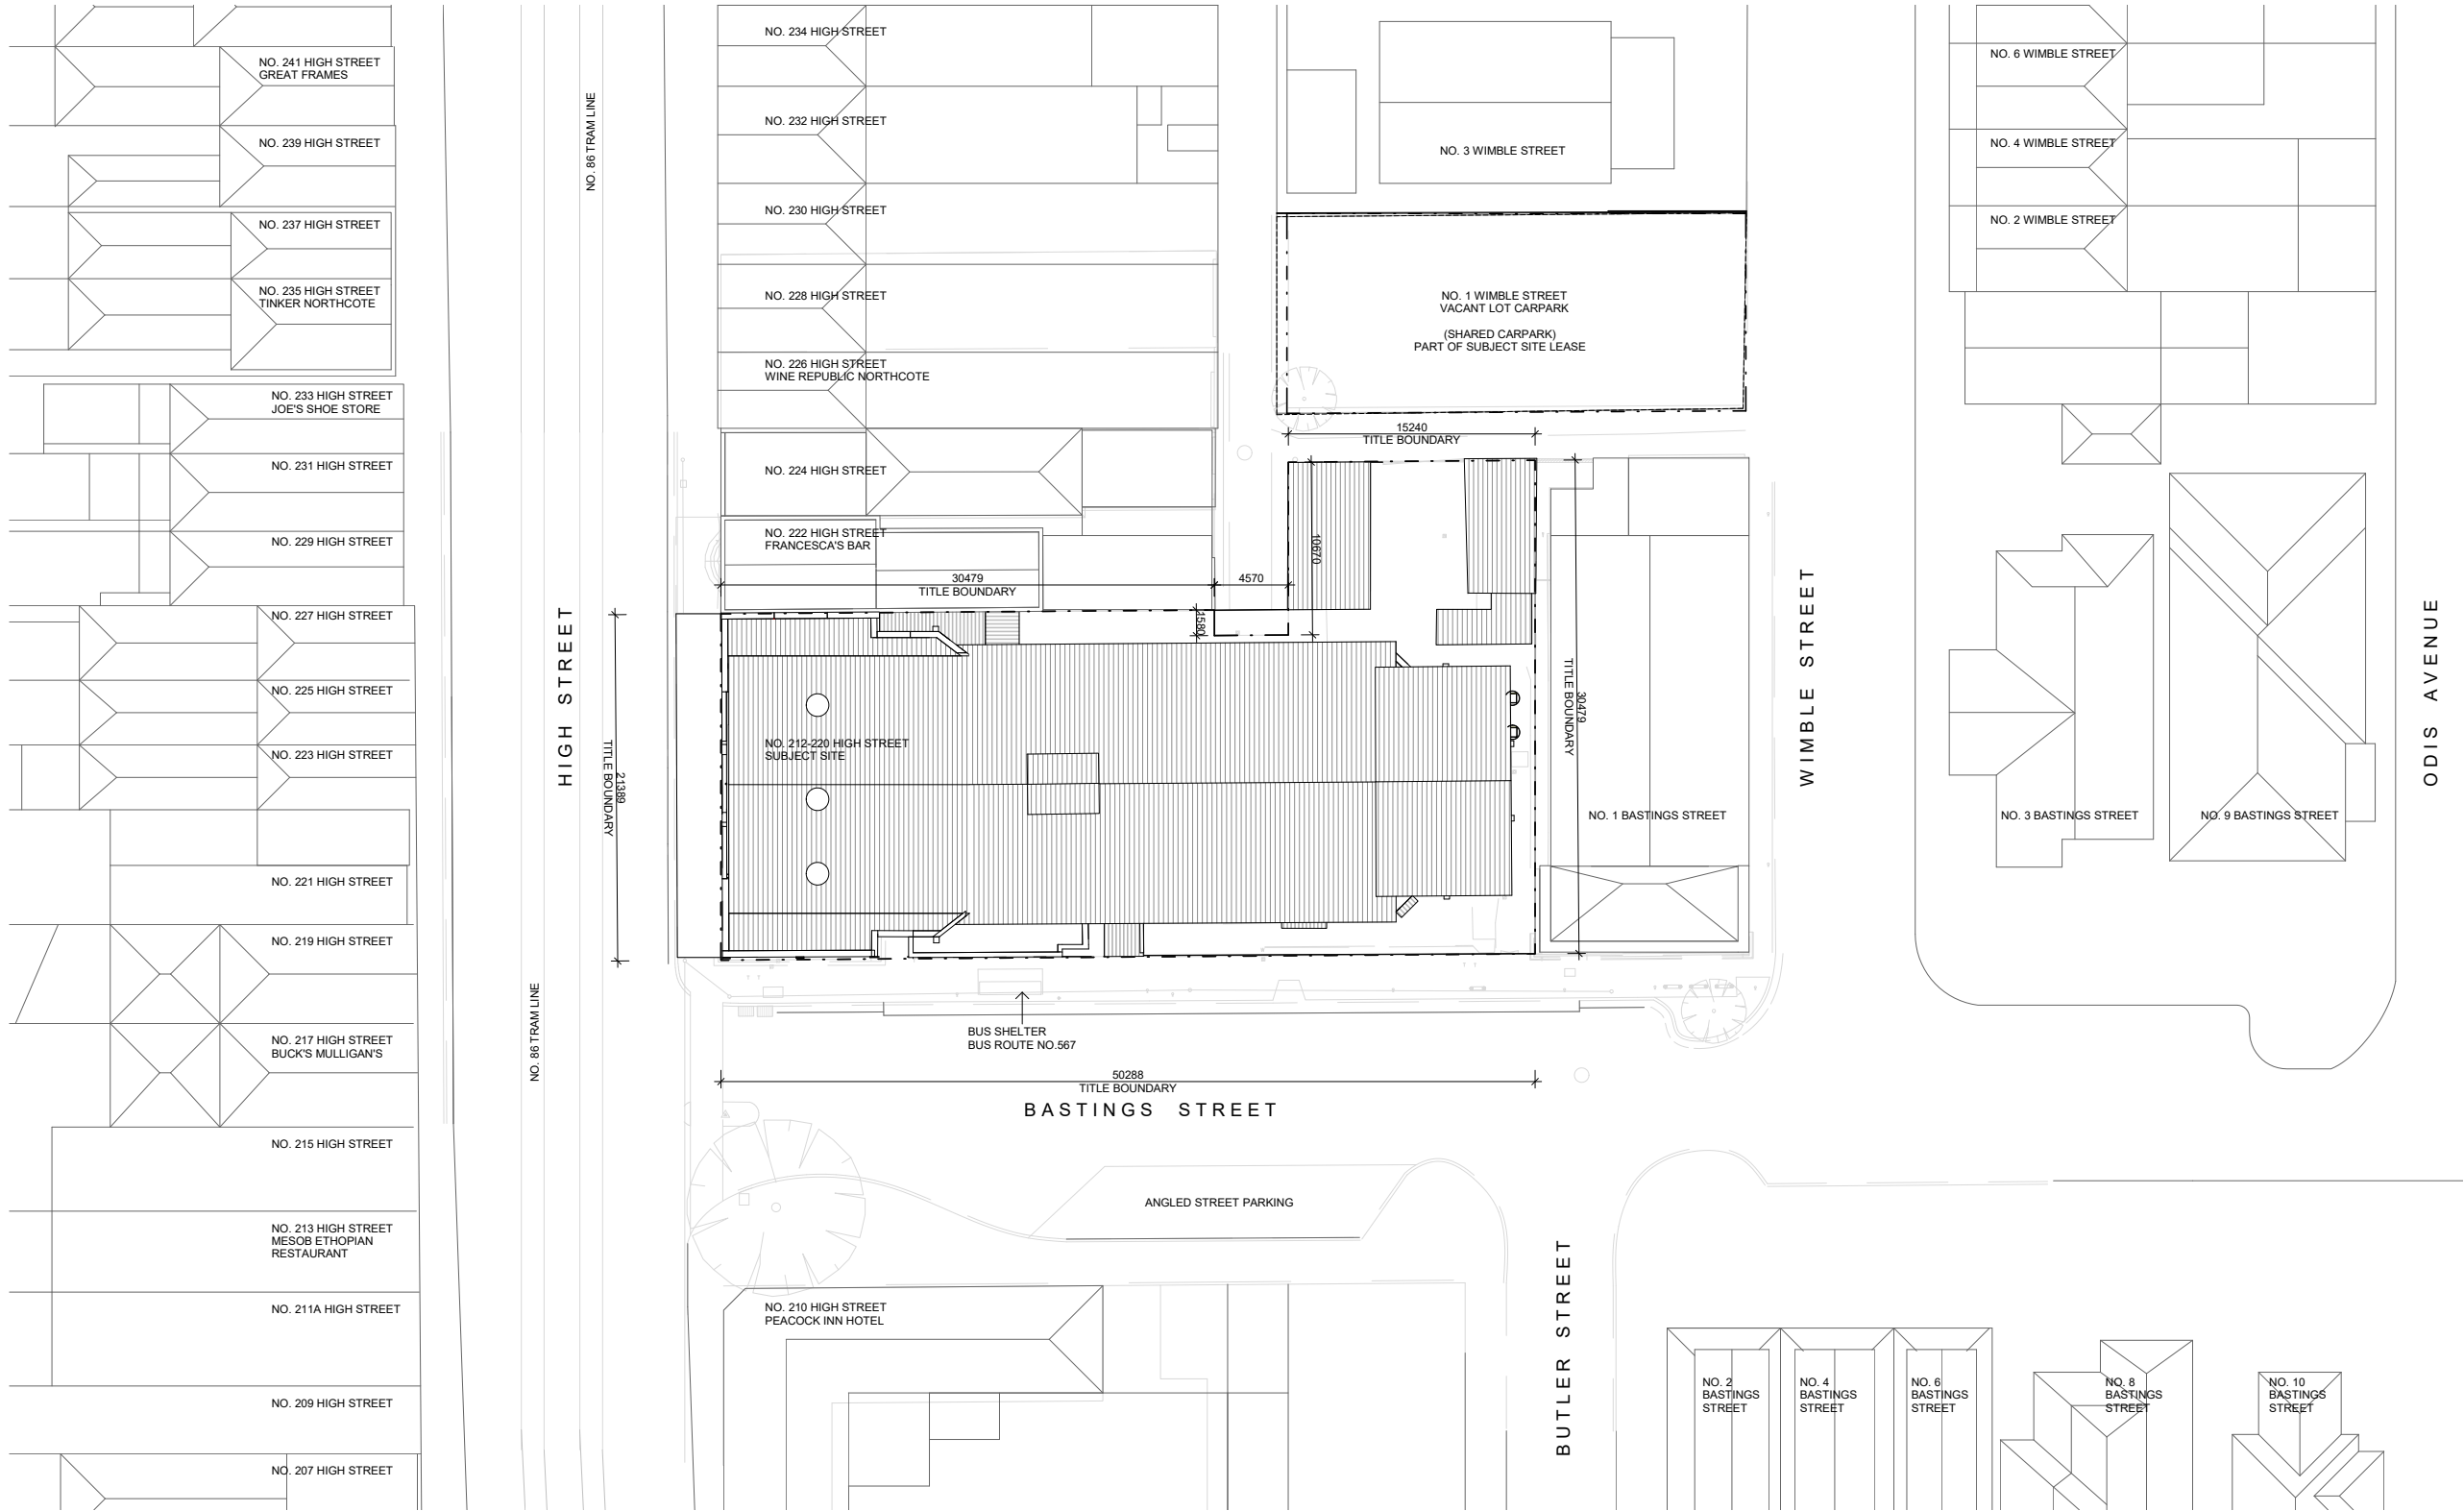 NO. 241 HIGH STREET
GREAT FRAMES
NO. 239 HIGH STREET
NO. 237 HIGH STREET
NO. 235 HIGH STREET
TINKER NORTHCOTE
NO. 233 HIGH STREET
JOE'S SHOE STORE
NO. 231 HIGH STREET
NO. 229 HIGH STREET
NO. 227 HIGH STREET
NO. 225 HIGH STREET
NO. 223 HIGH STREET
NO. 221 HIGH STREET
NO. 219 HIGH STREET
NO. 217 HIGH STREET
BUCK'S MULLIGAN'S
NO. 215 HIGH STREET
NO. 213 HIGH STREET
MESOB ETHOPIAN
RESTAURANT
NO. 211A HIGH STREET
NO. 209 HIGH STREET
NO. 207 HIGH STREET
NO. 86 TRAM LINE
HIGH STREET
NO. 86 TRAM LINE
21389
TITLE BOUNDARY
NO. 234 HIGH STREET
NO. 232 HIGH STREET
NO. 230 HIGH STREET
NO. 228 HIGH STREET
NO. 226 HIGH STREET
WINE REPUBLIC NORTHCOTE
NO. 224 HIGH STREET
NO. 222 HIGH STREET
FRANCESCA'S BAR
30479
TITLE BOUNDARY
4570
1580
10670
15240
TITLE BOUNDARY
NO. 212-220 HIGH STREET
SUBJECT SITE
30479
TITLE BOUNDARY
BUS SHELTER
BUS ROUTE NO.567
50288
TITLE BOUNDARY
BASTINGS STREET
ANGLED STREET PARKING
NO. 210 HIGH STREET
PEACOCK INN HOTEL
NO. 3 WIMBLE STREET
NO. 1 WIMBLE STREET
VACANT LOT CARPARK
(SHARED CARPARK)
PART OF SUBJECT SITE LEASE
NO. 1 BASTINGS STREET
WIMBLE STREET
BUTLER STREET
NO. 6 WIMBLE STREET
NO. 4 WIMBLE STREET
NO. 2 WIMBLE STREET
NO. 3 BASTINGS STREET
NO. 9 BASTINGS STREET
ODIS AVENUE
NO. 2
BASTINGS
STREET
NO. 4
BASTINGS
STREET
NO. 6
BASTINGS
STREET
NO. 8
BASTINGS
STREET
NO. 10
BASTINGS
STREET